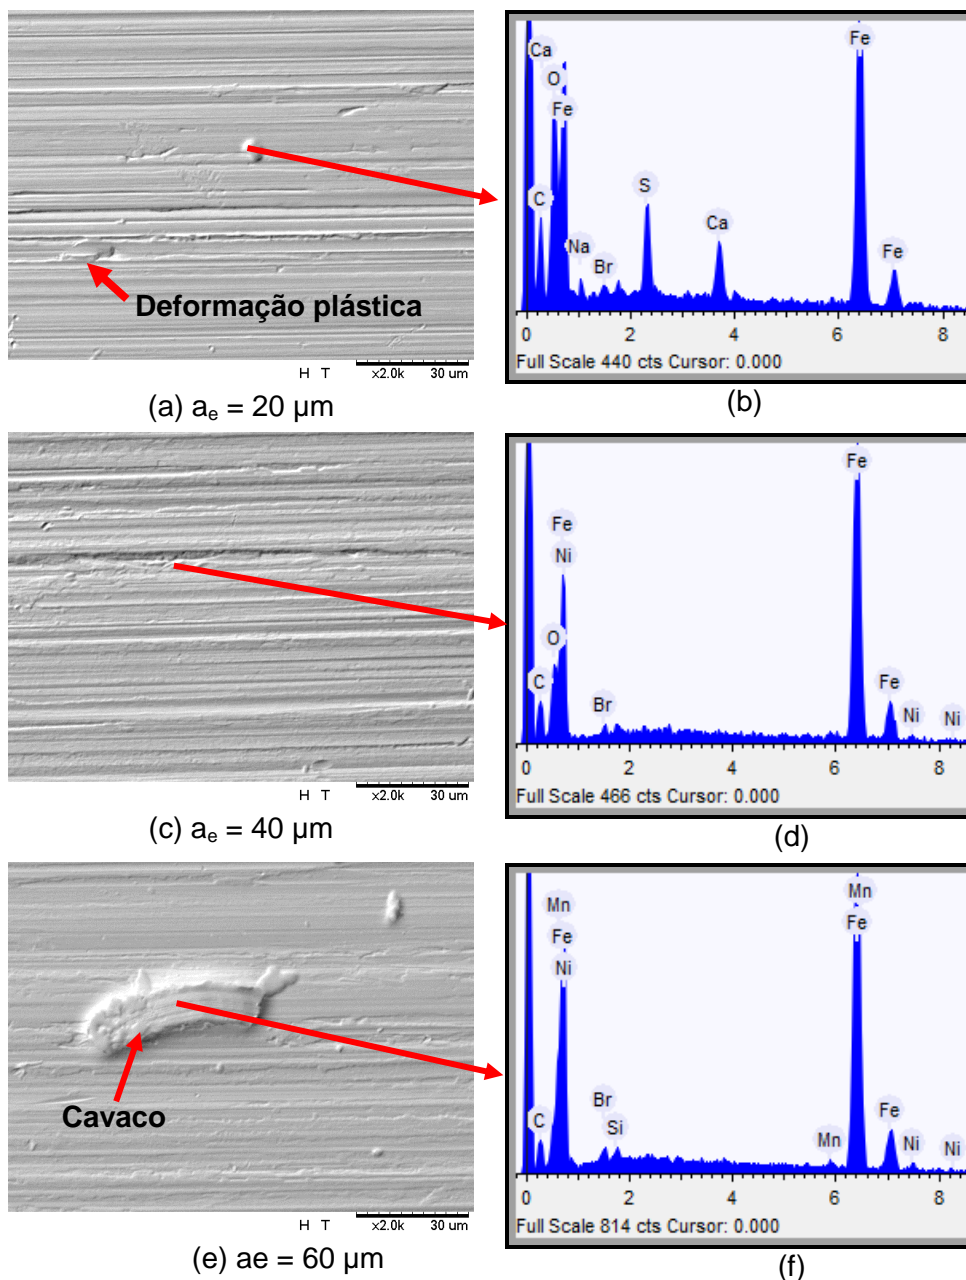 Deformação plástica
H T ×2.0k 30 um
(a) aₑ = 20 µm
Ca
O
Fe
C
Na
Br
S
Ca
Fe
Fe
0 2 4 6 8
Full Scale 440 cts Cursor: 0.000
(b)
H T ×2.0k 30 um
(c) aₑ = 40 µm
Fe
Fe
Ni
O
C
Br
Fe
Ni
Ni
0 2 4 6 8
Full Scale 466 cts Cursor: 0.000
(d)
Cavaco
H T ×2.0k 30 um
(e) ae = 60 µm
Mn
Fe
Ni
C
Br
Si
Mn
Mn
Fe
Fe
Ni
Ni
0 2 4 6 8
Full Scale 814 cts Cursor: 0.000
(f)